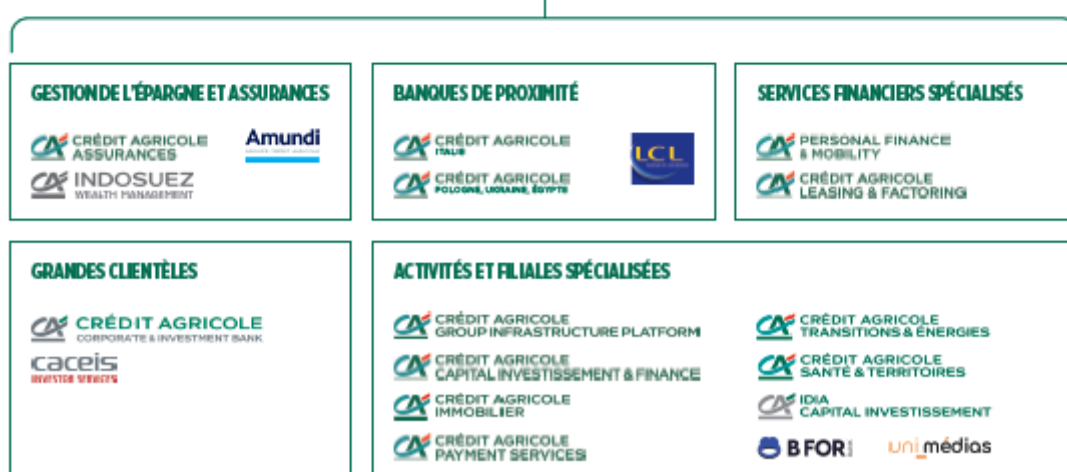 GESTION DE L'ÉPARGNE ET ASSURANCES
CRÉDIT AGRICOLE
ASSURANCES
Amundi
INDOSUEZ
WEALTH MANAGEMENT
BANQUES DE PROXIMITÉ
CRÉDIT AGRICOLE
ITALIE
CRÉDIT AGRICOLE
POLOGNE, UKRAINE, ÉGYPTE
LCL
SERVICES FINANCIERS SPÉCIALISÉS
PERSONAL FINANCE
& MOBILITY
CRÉDIT AGRICOLE
LEASING & FACTORING
GRANDES CLIENTÈLES
CRÉDIT AGRICOLE
CORPORATE & INVESTMENT BANK
caceis
INVESTOR SERVICES
ACTIVITÉS ET FILIALES SPÉCIALISÉES
CRÉDIT AGRICOLE
GROUP INFRASTRUCTURE PLATFORM
CRÉDIT AGRICOLE
CAPITAL INVESTISSEMENT & FINANCE
CRÉDIT AGRICOLE
IMMOBILIER
CRÉDIT AGRICOLE
PAYMENT SERVICES
CRÉDIT AGRICOLE
TRANSITIONS & ÉNERGIES
CRÉDIT AGRICOLE
SANTÉ & TERRITOIRES
IDIA
CAPITAL INVESTISSEMENT
B FOR
uni médias